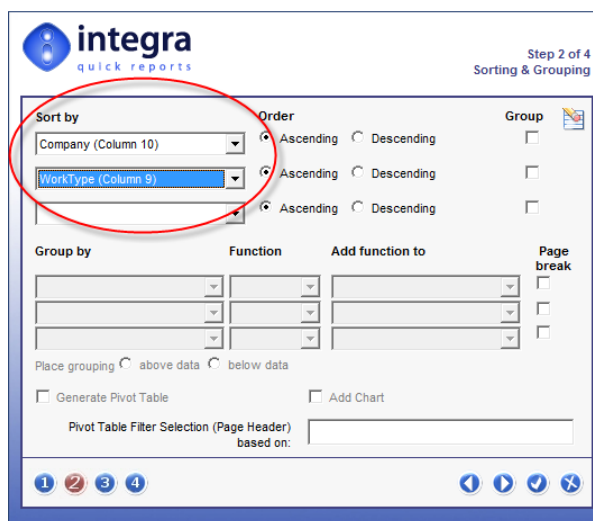 integra
quick reports
Step 2 of 4
Sorting & Grouping
Sort by Order Group
Company (Column 10) Ascending Descending
WorkType (Column 9) Ascending Descending
Ascending Descending
Group by Function Add function to Page break
Place grouping above data below data
Generate Pivot Table Add Chart
Pivot Table Filter Selection (Page Header)
based on:
1 2 3 4